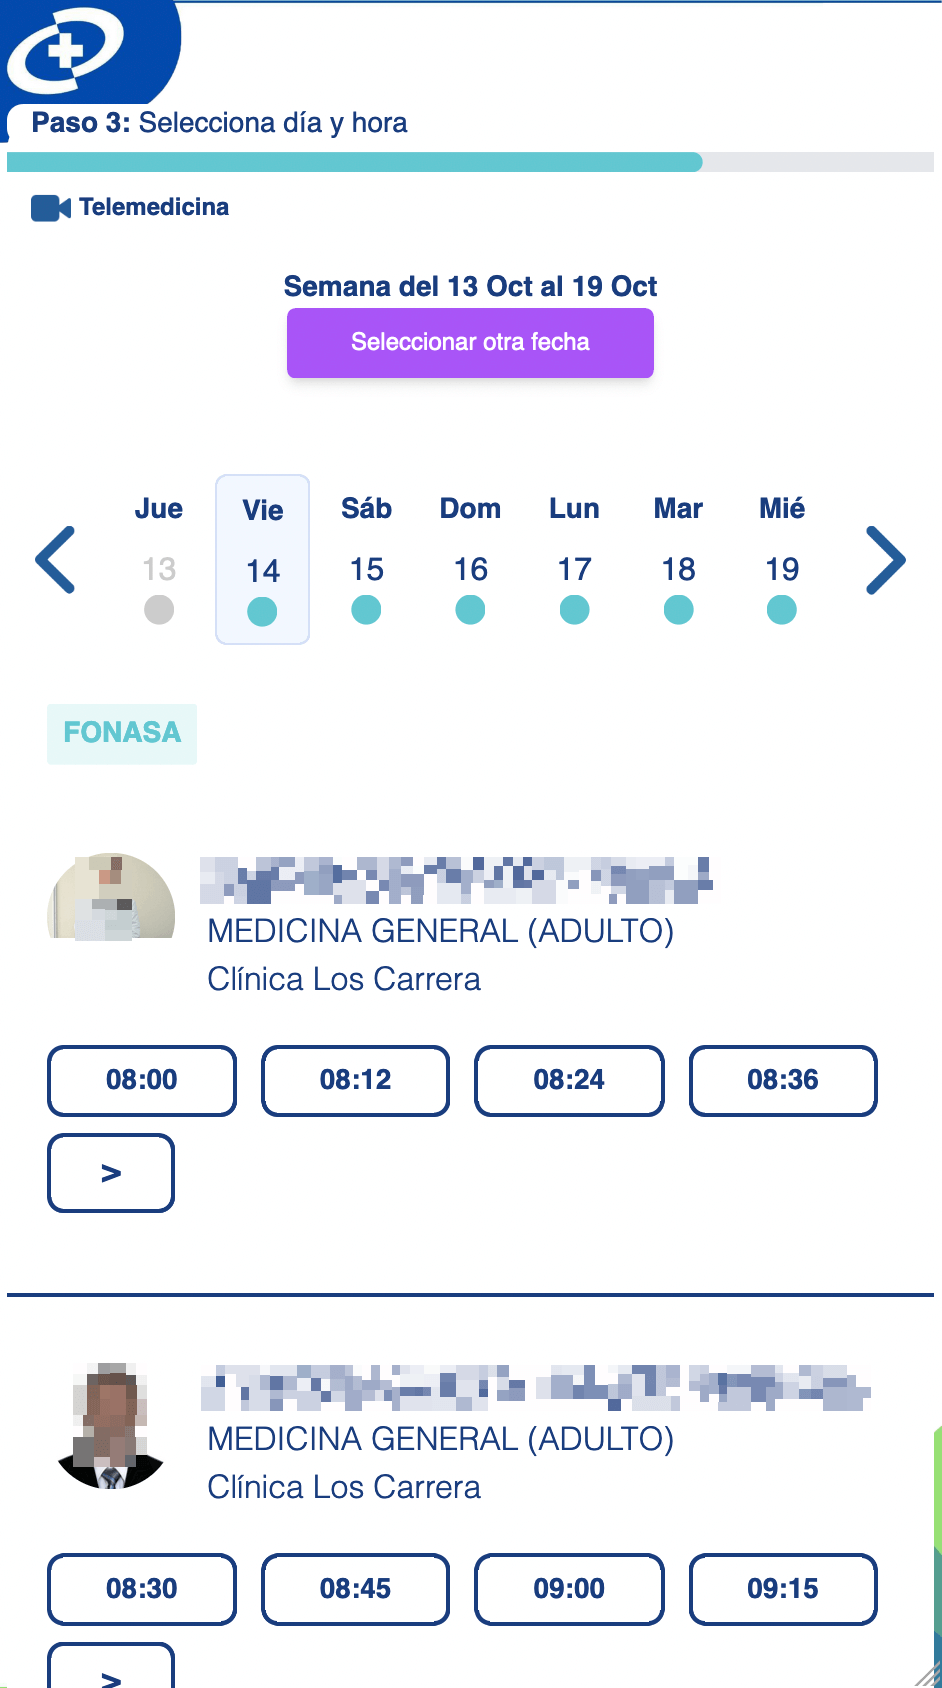 Paso 3: Selecciona día y hora
Telemedicina
Semana del 13 Oct al 19 Oct
Seleccionar otra fecha
Jue Vie Sáb Dom Lun Mar Mié
13 14 15 16 17 18 19
FONASA
MEDICINA GENERAL (ADULTO)
Clínica Los Carrera
08:00 08:12 08:24 08:36
>
MEDICINA GENERAL (ADULTO)
Clínica Los Carrera
08:30 08:45 09:00 09:15
>